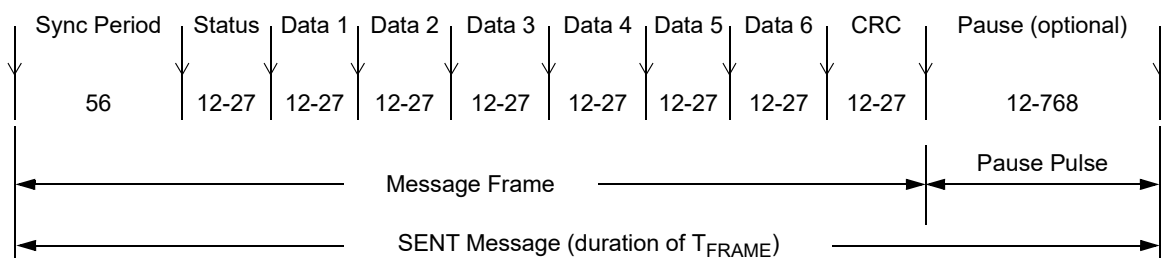 Sync Period Status Data 1 Data 2 Data 3 Data 4 Data 5 Data 6 CRC Pause (optional)
56 12-27 12-27 12-27 12-27 12-27 12-27 12-27 12-27 12-768
Pause Pulse
Message Frame
SENT Message (duration of TFRAME)